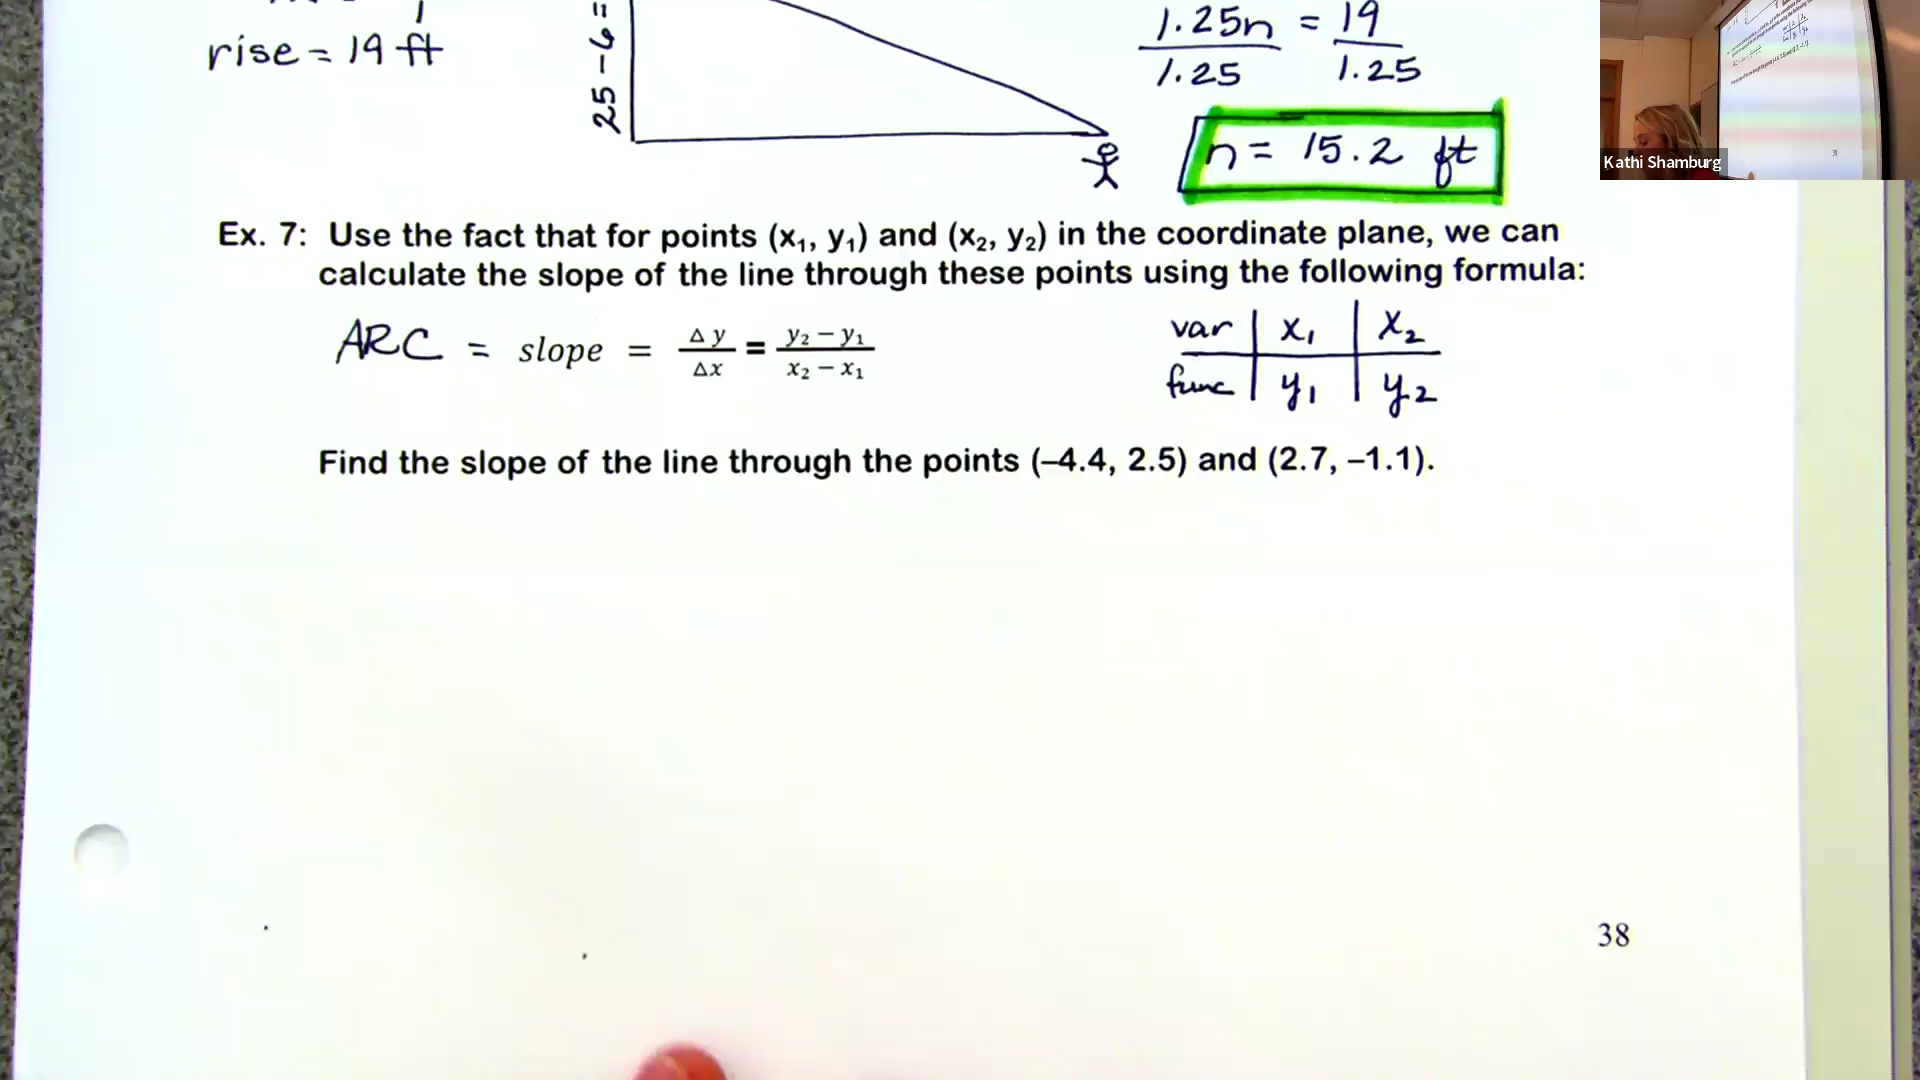 rise = 19 ft
25 - 6 =
1.25n = 19
1.25 1.25
n = 15.2 ft
Kathi Shamburg
Ex. 7: Use the fact that for points (x₁, y₁) and (x₂, y₂) in the coordinate plane, we can
calculate the slope of the line through these points using the following formula:
ARC = slope = Δy/Δx = y₂ − y₁/x₂ − x₁
var | x₁ | x₂
func | y₁ | y₂
Find the slope of the line through the points (–4.4, 2.5) and (2.7, –1.1).
38